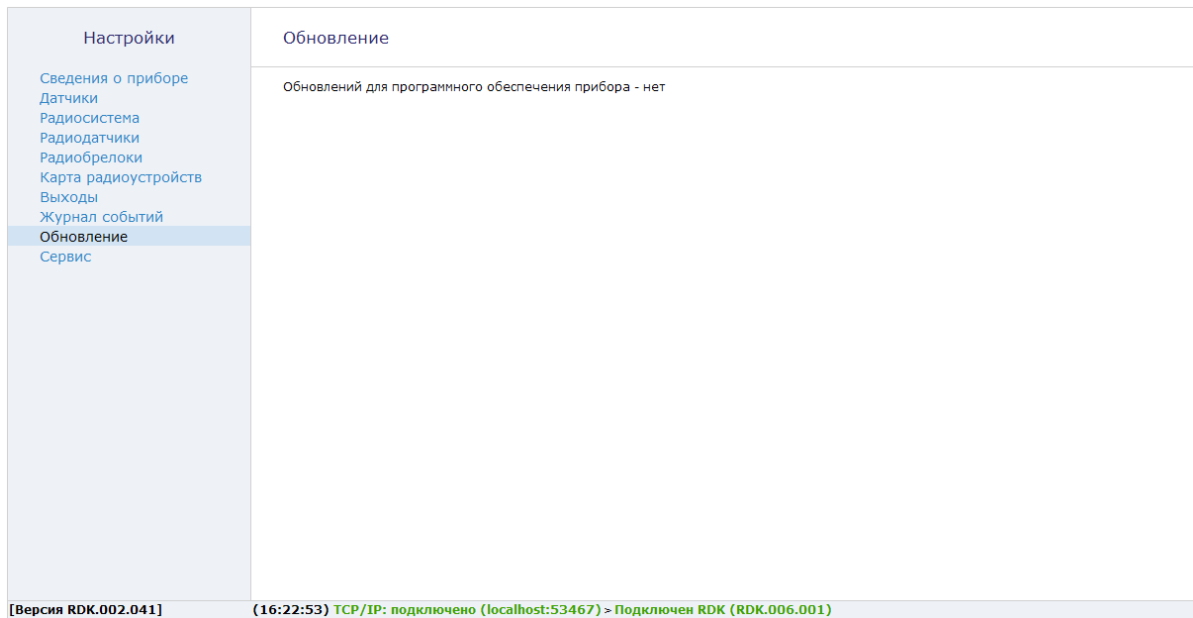 Настройки
Обновление
Сведения о приборе
Датчики
Радиосистема
Радиодатчики
Радиобрелоки
Карта радиоустройств
Выходы
Журнал событий
Обновление
Сервис
Обновлений для программного обеспечения прибора - нет
[Версия RDK.002.041]
(16:22:53) TCP/IP: подключено (localhost:53467) > Подключен RDK (RDK.006.001)